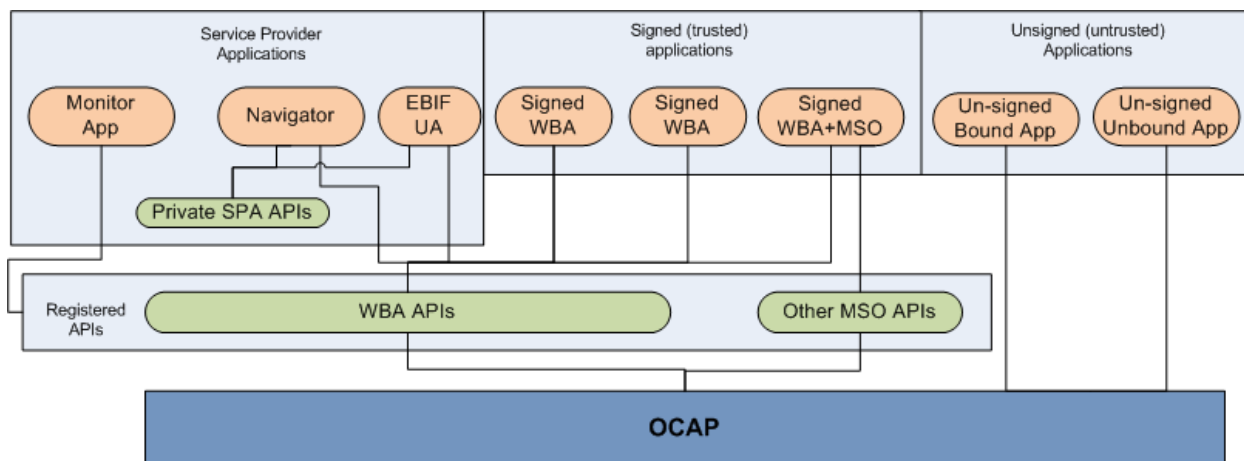 Service Provider
Applications
Signed (trusted)
applications
Unsigned (untrusted)
Applications
Monitor
App
Navigator
EBIF
UA
Signed
WBA
Signed
WBA
Signed
WBA+MSO
Un-signed
Bound App
Un-signed
Unbound App
Private SPA APIs
Registered
APIs
WBA APIs
Other MSO APIs
OCAP